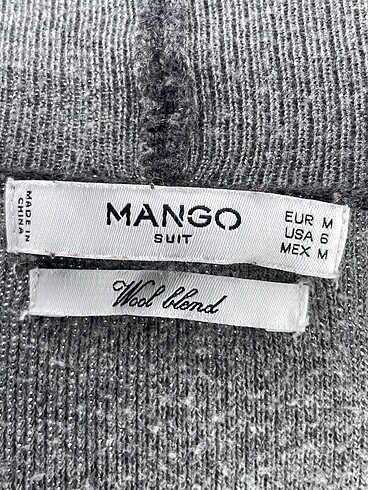 MADE IN
CHINA
MANGO
SUIT
EUR M
USA 6
MEX M
Wool blend